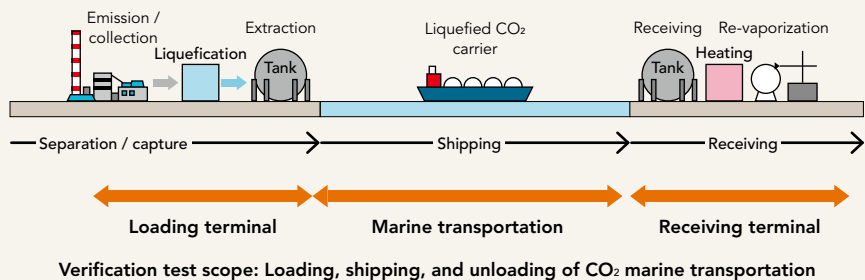 Emission /
collection
Liquefication
Extraction
Tank
Liquefied CO₂
carrier
Receiving
Tank
Heating
Re-vaporization
Separation / capture
Shipping
Receiving
Loading terminal
Marine transportation
Receiving terminal
Verification test scope: Loading, shipping, and unloading of CO₂ marine transportation